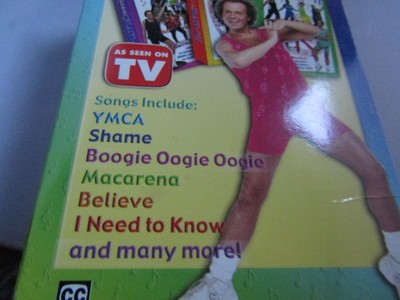 AS SEEN ON
TV
Songs Include:
YMCA
Shame
Boogie Oogie Oogie
Macarena
Believe
I Need to Know
and many more!
CC